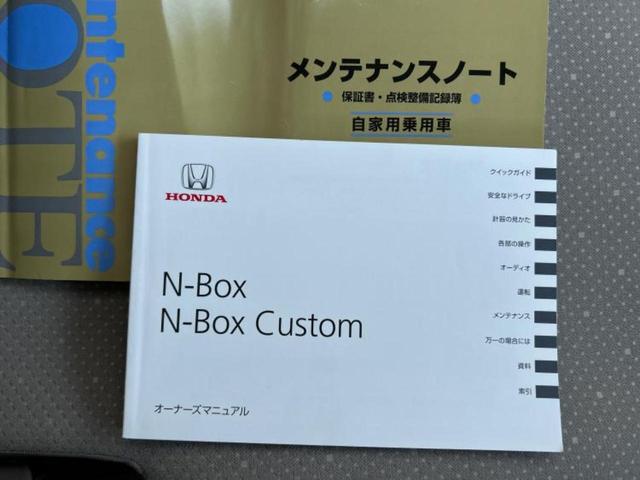 Maintenance
NOTE
メンテナンスノート
● 保証書・点検整備記録簿 ●
自家用乗用車
HONDA
N-Box
N-Box Custom
オーナーズマニュアル
クイックガイド
安全なドライブ
計器の見かた
各部の操作
オーディオ
運転
メンテナンス
万一の場合には
資料
索引